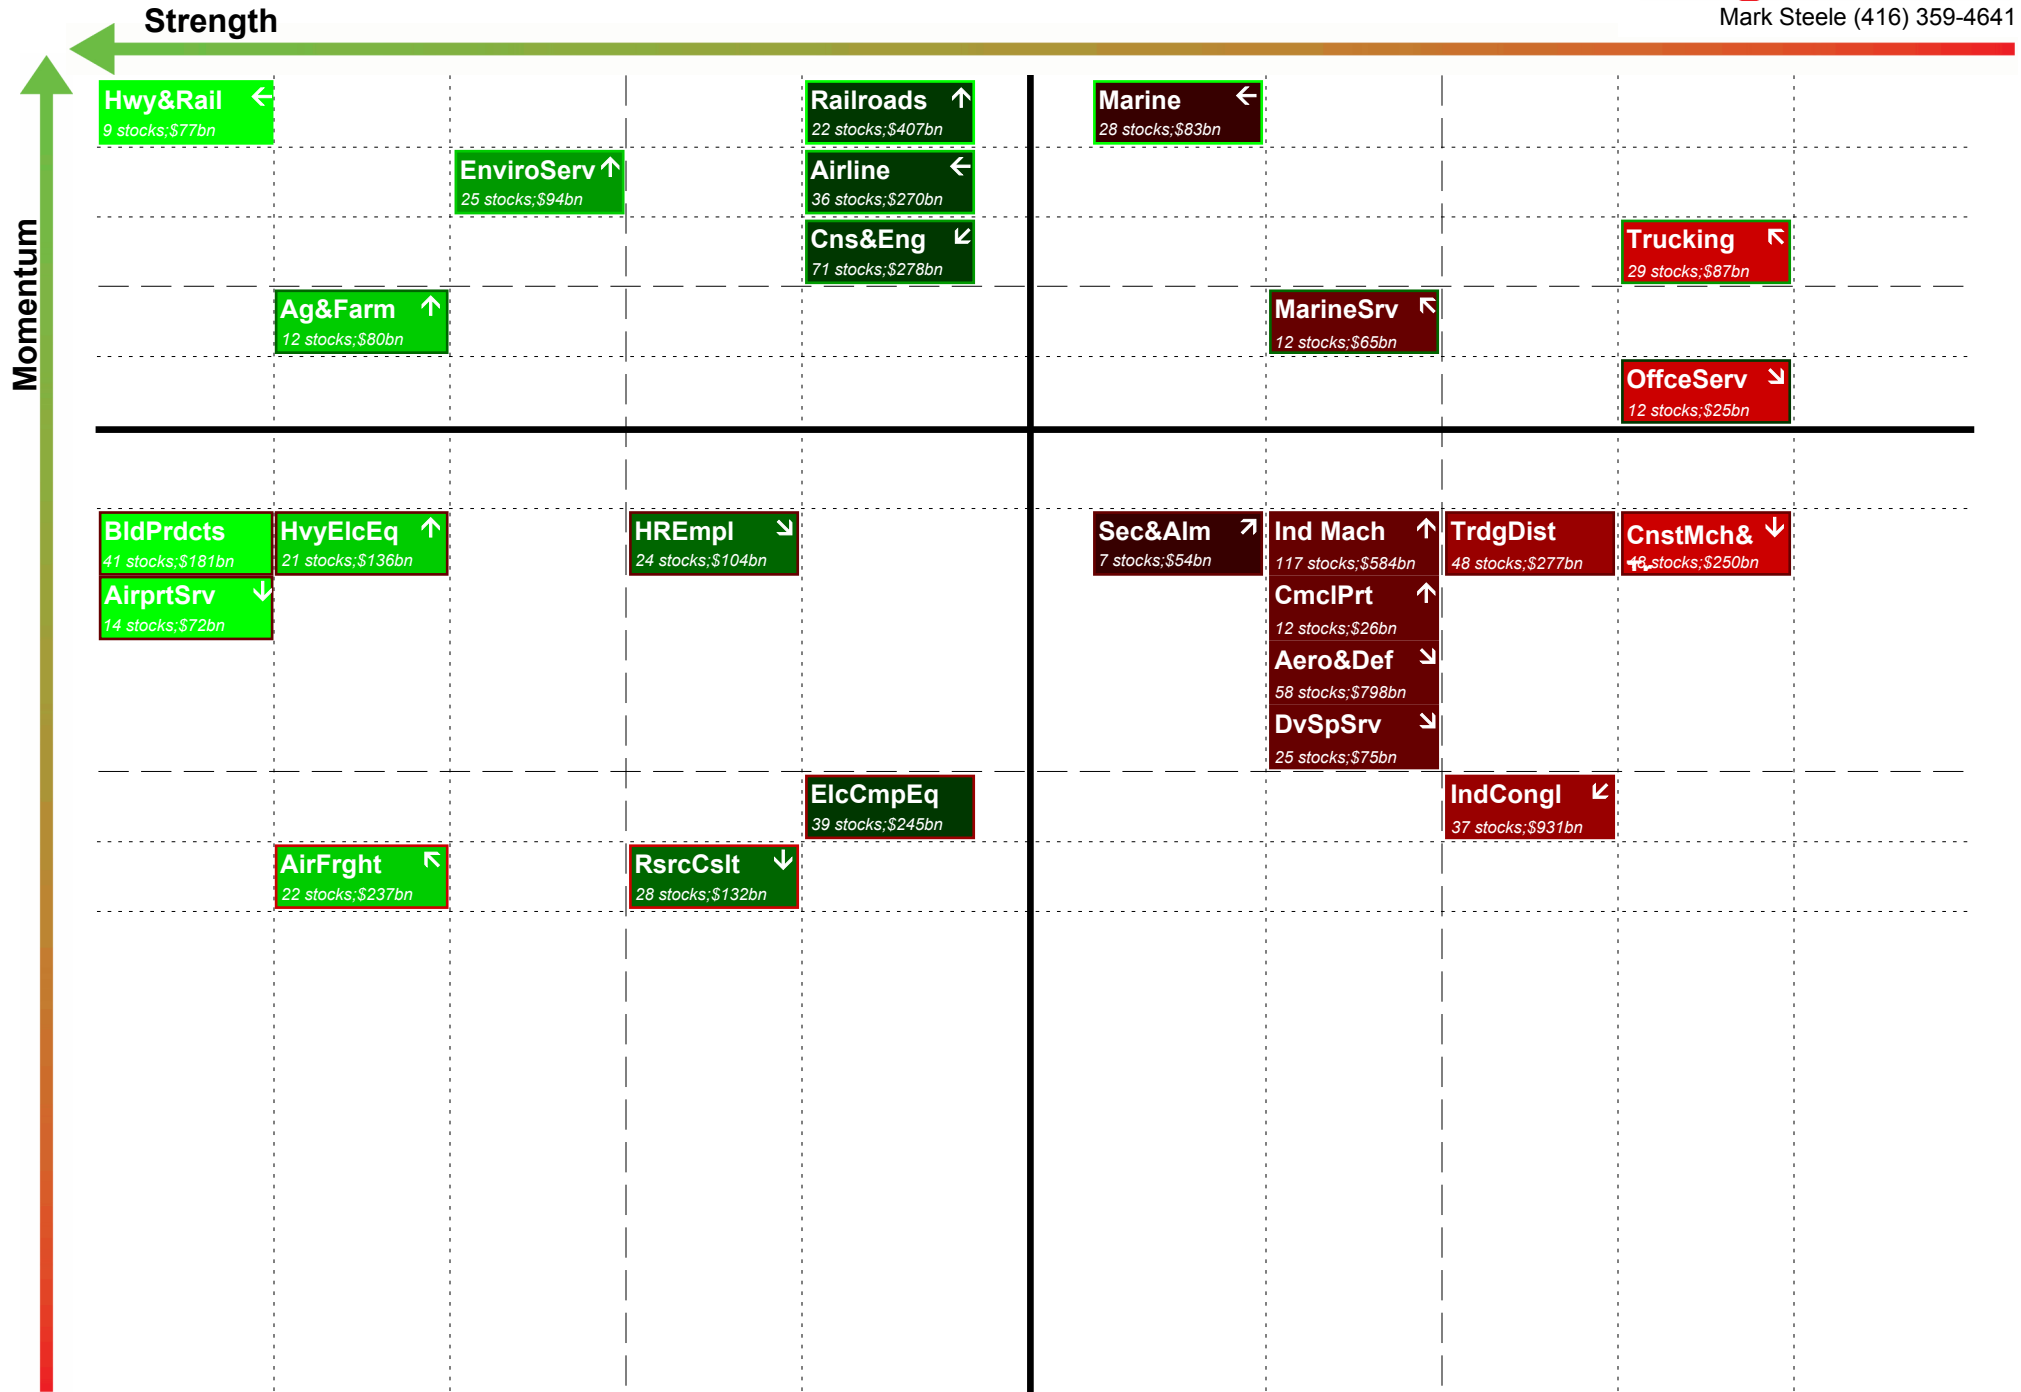 Strength
Mark Steele (416) 359-4641
Momentum
Hwy&Rail
9 stocks;$77bn
Railroads
22 stocks;$407bn
Marine
28 stocks;$83bn
EnviroServ
25 stocks;$94bn
Airline
36 stocks;$270bn
Cns&Eng
71 stocks;$278bn
Trucking
29 stocks;$87bn
Ag&Farm
12 stocks;$80bn
MarineSrv
12 stocks;$65bn
OffceServ
12 stocks;$25bn
BldPrdcts
41 stocks;$181bn
HvyElcEq
21 stocks;$136bn
HREmpl
24 stocks;$104bn
Sec&Alm
7 stocks;$54bn
Ind Mach
117 stocks;$584bn
TrdgDist
48 stocks;$277bn
CnstMch&
stocks;$250bn
AirprtSrv
14 stocks;$72bn
CmclPrt
12 stocks;$26bn
Aero&Def
58 stocks;$798bn
DvSpSrv
25 stocks;$75bn
ElcCmpEq
39 stocks;$245bn
IndCongl
37 stocks;$931bn
AirFrght
22 stocks;$237bn
RsrcCslt
28 stocks;$132bn